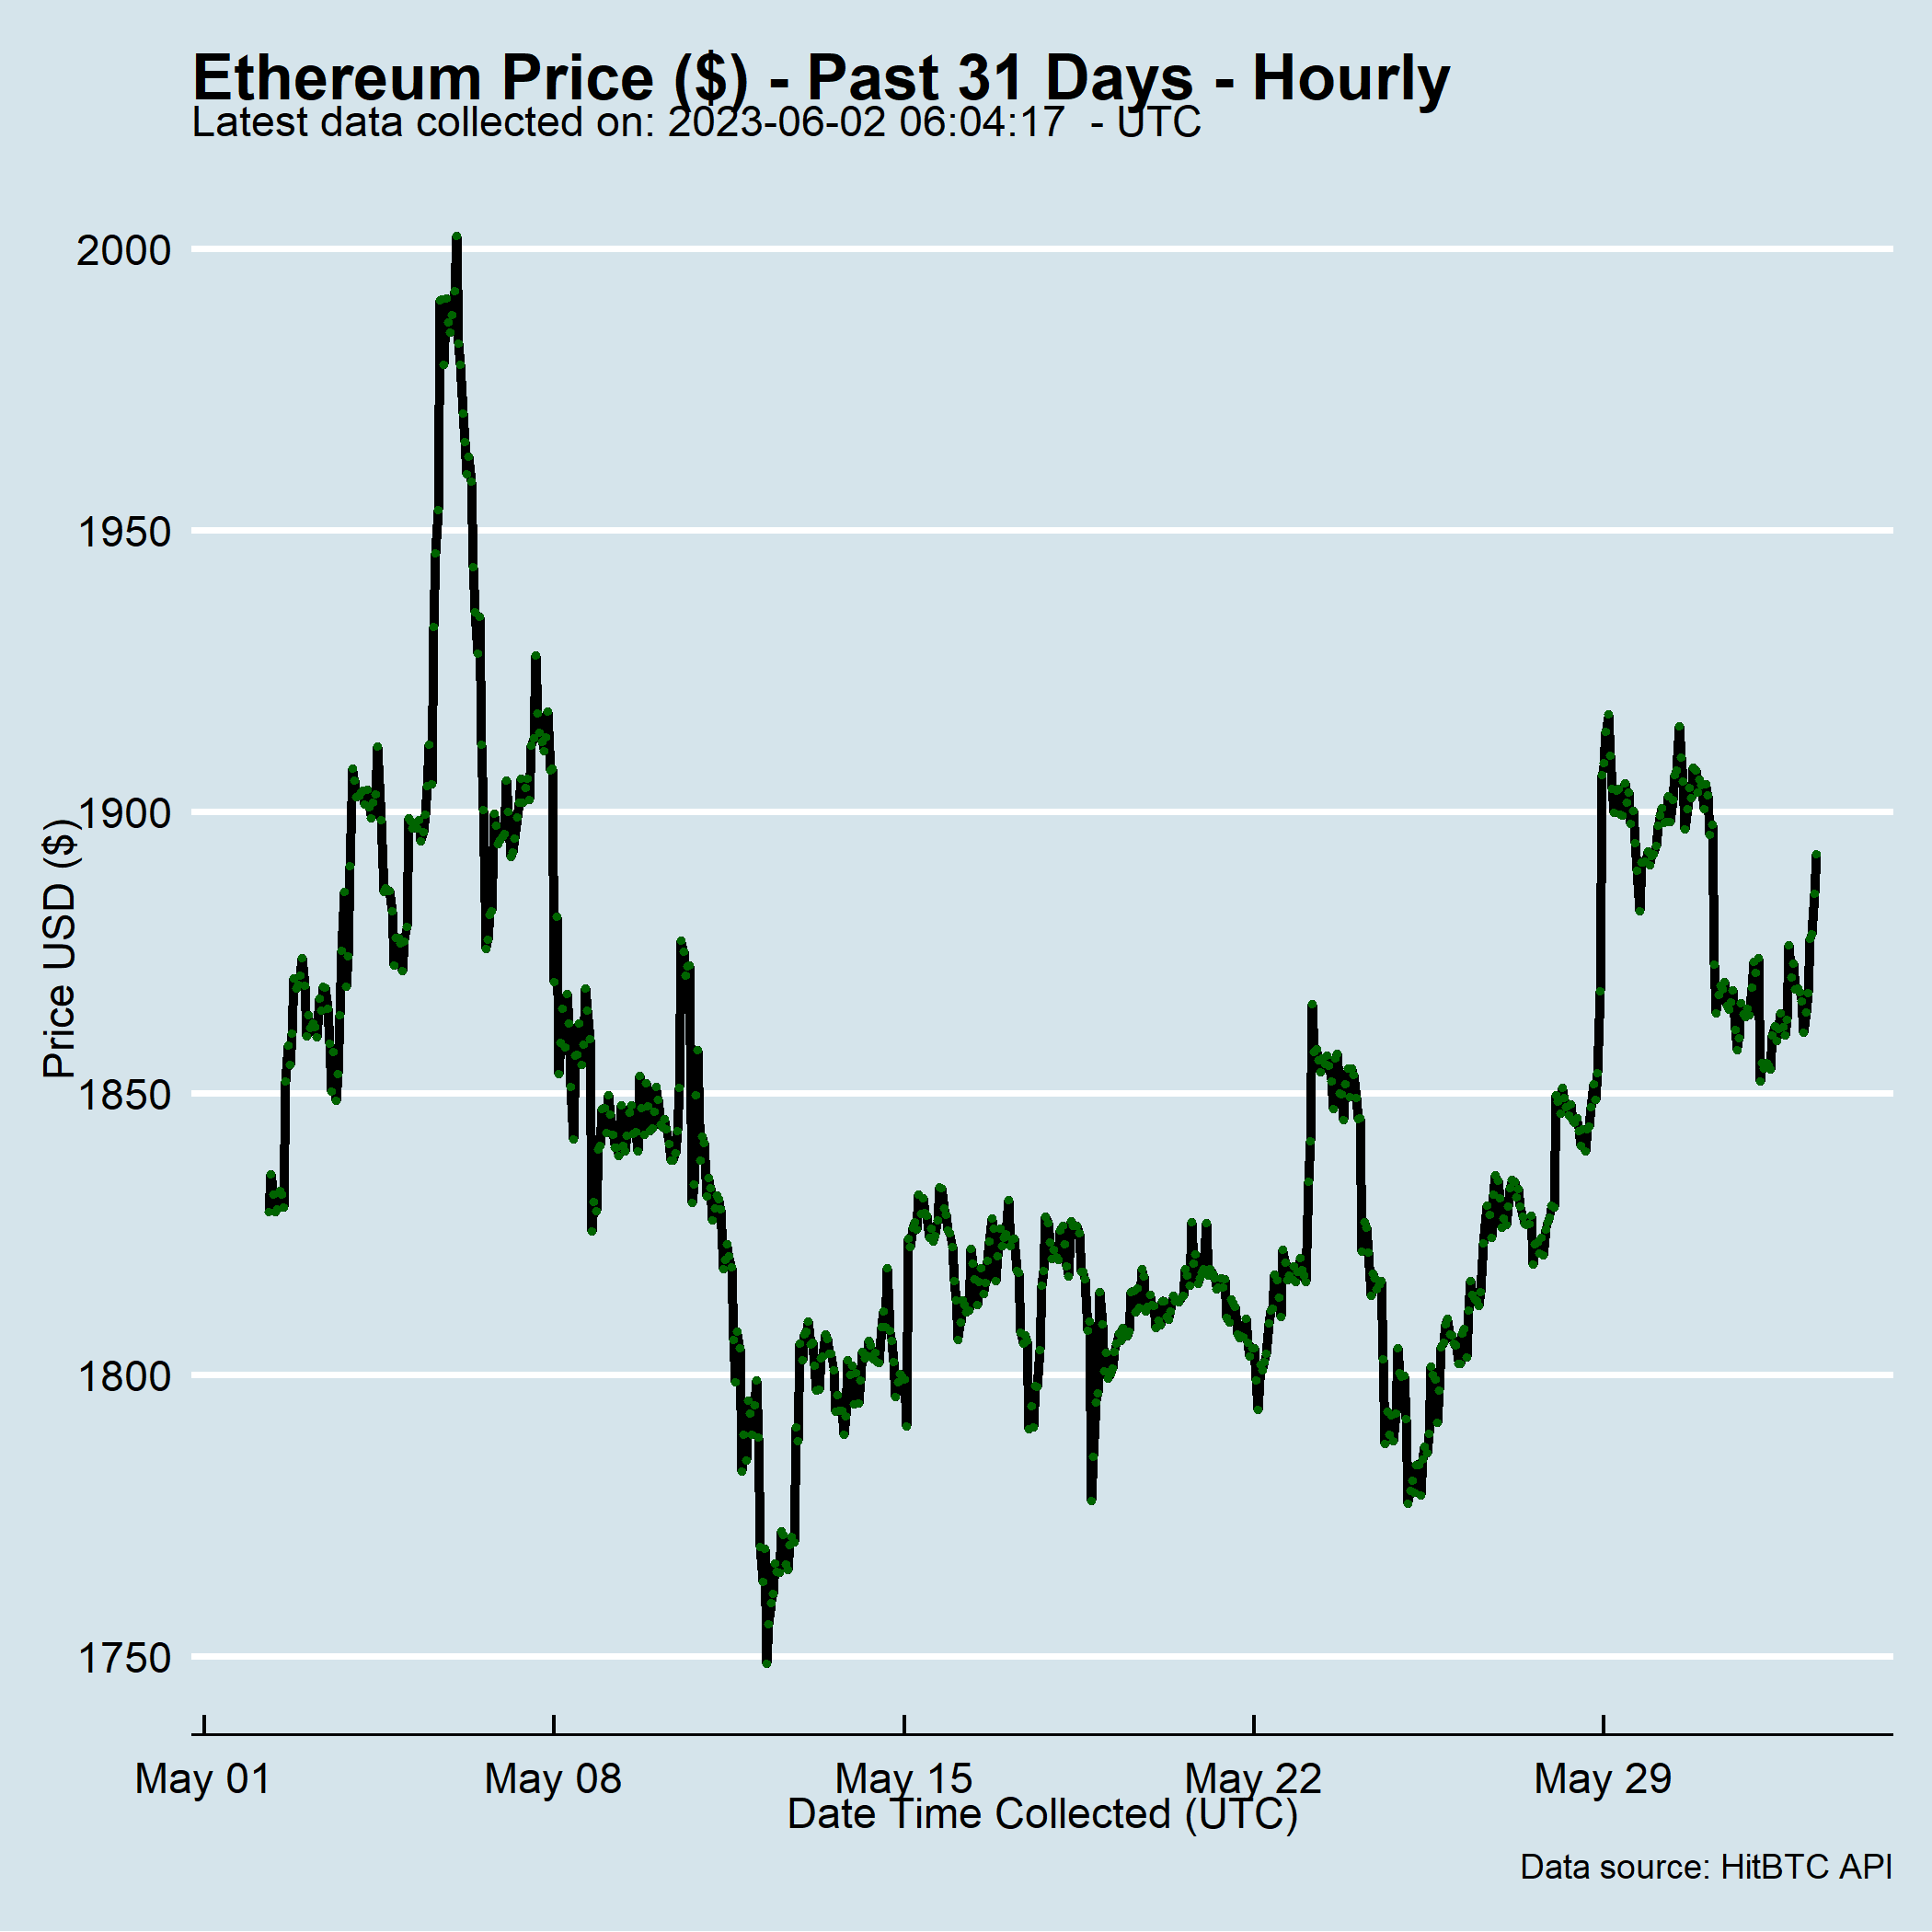 Ethereum Price ($) - Past 31 Days - Hourly
Latest data collected on: 2023-06-02 06:04:17  - UTC
2000
1950
1900
1850
1800
1750
Price USD ($)
May 01 May 08 May 15 May 22 May 29
Date Time Collected (UTC)
Data source: HitBTC API